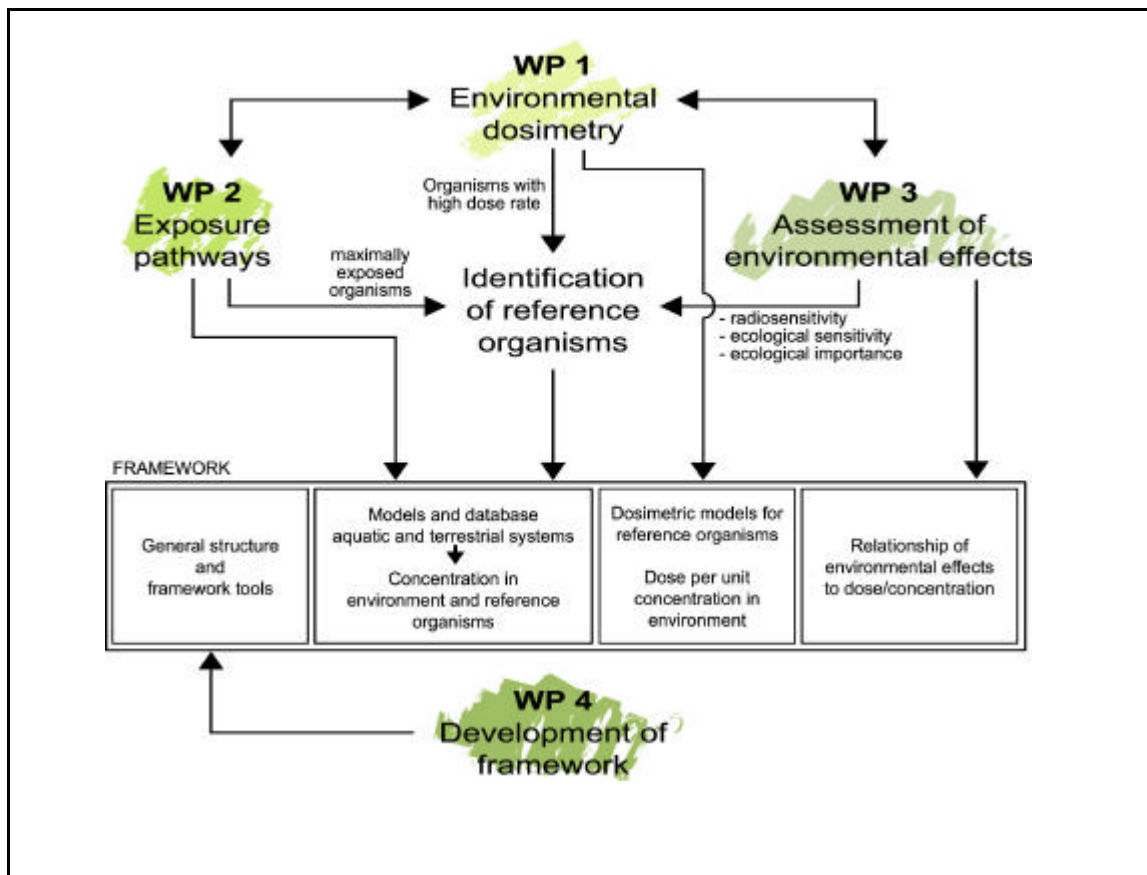 WP 1
Environmental
dosimetry
Organisms with
high dose rate
WP 2
Exposure
pathways
WP 3
Assessment of
environmental effects
maximally
exposed
organisms
Identification
of reference
organisms
- radiosensitivity
- ecological sensitivity
- ecological importance
FRAMEWORK
General structure
and
framework tools
Models and database
aquatic and terrestrial systems
Concentration in
environment and reference
organisms
Dosimetric models for
reference organisms
Dose per unit
concentration in
environment
Relationship of
environmental effects
to dose/concentration
WP 4
Development of
framework